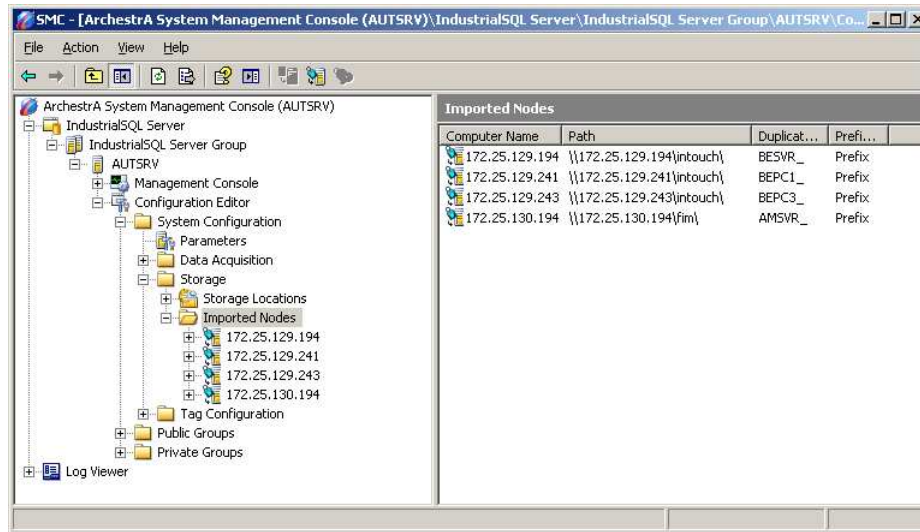 SMC - [ArchestrA System Management Console (AUTSRV)\IndustrialSQL Server\IndustrialSQL Server Group\AUTSRV\Co...
File Action View Help
ArchestrA System Management Console (AUTSRV)
IndustrialSQL Server
IndustrialSQL Server Group
AUTSRV
Management Console
Configuration Editor
System Configuration
Parameters
Data Acquisition
Storage
Storage Locations
Imported Nodes
172.25.129.194
172.25.129.241
172.25.129.243
172.25.130.194
Tag Configuration
Public Groups
Private Groups
Log Viewer
Imported Nodes
Computer Name Path Duplicat... Prefi...
172.25.129.194 \\172.25.129.194\intouch\ BESVR_ Prefix
172.25.129.241 \\172.25.129.241\intouch\ BEPC1_ Prefix
172.25.129.243 \\172.25.129.243\intouch\ BEPC3_ Prefix
172.25.130.194 \\172.25.130.194\fim\ AMSVR_ Prefix